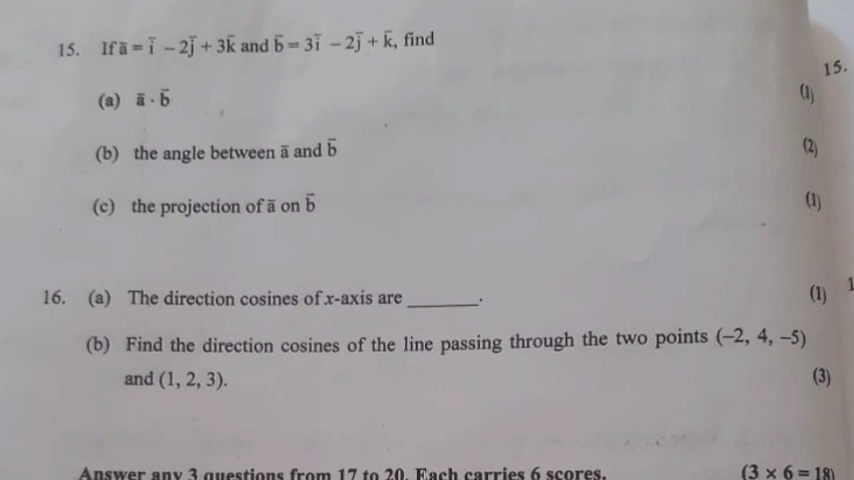 15. If ā = ī − 2j̄ + 3k̄ and b̄ = 3ī − 2j̄ + k̄, find
15.
(a) ā · b̄ (1)
(b) the angle between ā and b̄ (2)
(c) the projection of ā on b̄ (1)
16. (a) The direction cosines of x-axis are _______. (1)
1
(b) Find the direction cosines of the line passing through the two points (−2, 4, −5)
and (1, 2, 3). (3)
Answer any 3 questions from 17 to 20. Each carries 6 scores. (3 × 6 = 18)